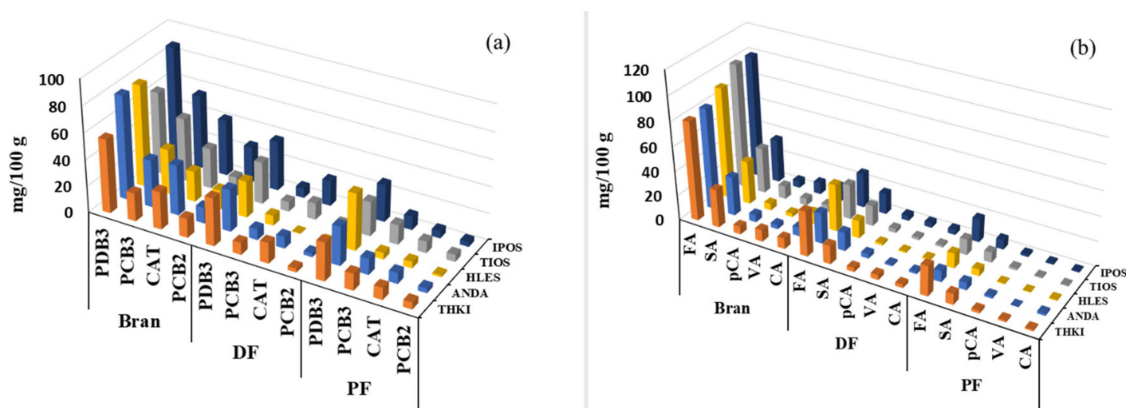 (a)
mg/100 g
100
80
60
40
20
0
PDB3
PCB3
CAT
PCB2
PDB3
PCB3
CAT
PCB2
PDB3
PCB3
CAT
PCB2
Bran
DF
PF
IPOS
TIOS
HLES
ANDA
THKI
(b)
mg/100 g
120
100
80
60
40
20
0
FA
SA
pCA
VA
CA
FA
SA
pCA
VA
CA
FA
SA
pCA
VA
CA
Bran
DF
PF
IPOS
TIOS
HLES
ANDA
THKI